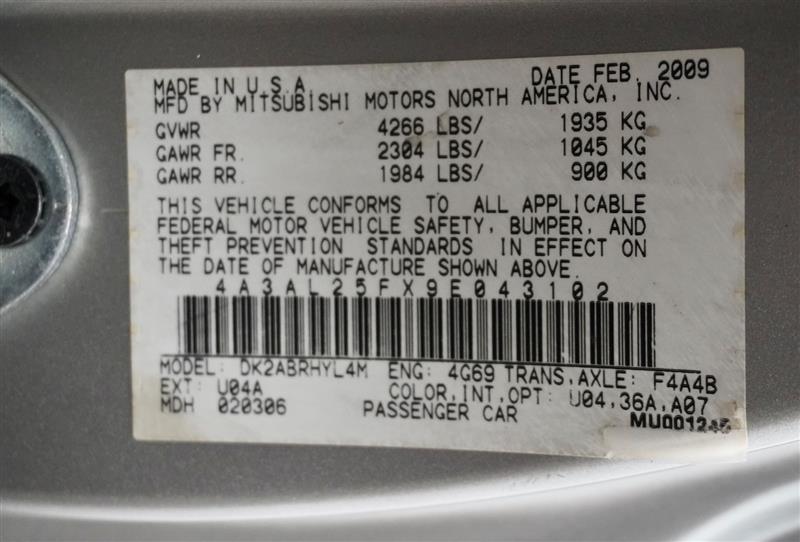 MADE IN U.S.A. DATE FEB. 2009
MFD BY MITSUBISHI MOTORS NORTH AMERICA, INC.
GVWR 4266 LBS/ 1935 KG
GAWR FR. 2304 LBS/ 1045 KG
GAWR RR. 1984 LBS/ 900 KG
THIS VEHICLE CONFORMS TO ALL APPLICABLE
FEDERAL MOTOR VEHICLE SAFETY, BUMPER, AND
THEFT PREVENTION STANDARDS IN EFFECT ON
THE DATE OF MANUFACTURE SHOWN ABOVE.
4A3AL25FX9E043102
MODEL: DK2ABRHYL4M ENG: 4G69 TRANS,AXLE: F4A4B
EXT: U04A COLOR,INT,OPT: U04,36A,A07
MDH 020306 PASSENGER CAR MU001245